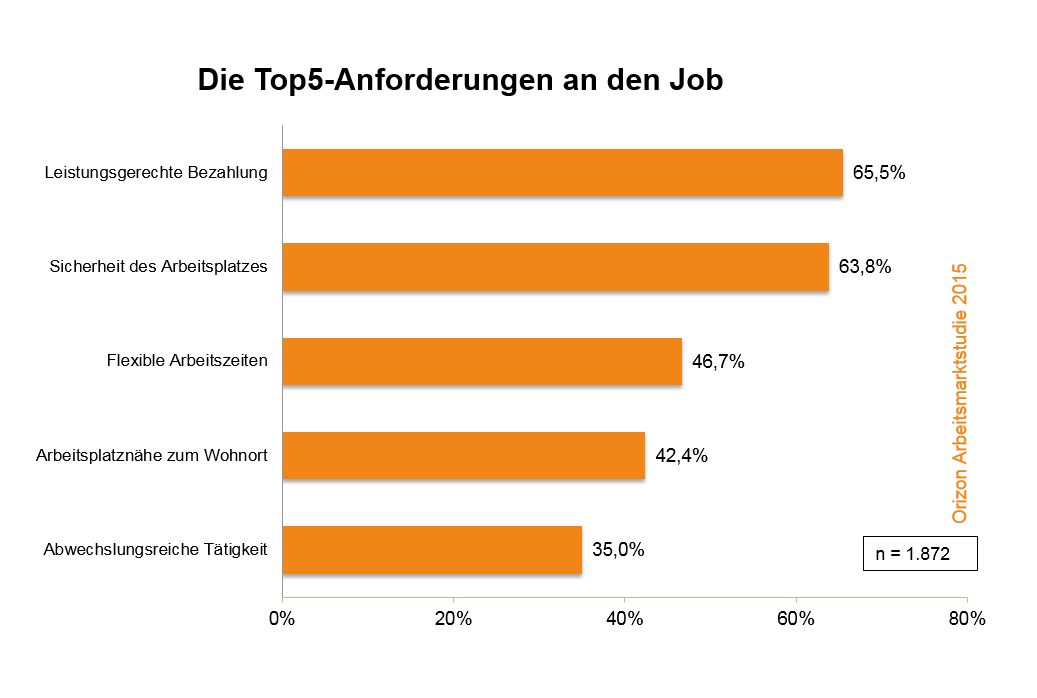 Die Top5-Anforderungen an den Job
Leistungsgerechte Bezahlung
65,5%
Sicherheit des Arbeitsplatzes
63,8%
Flexible Arbeitszeiten
46,7%
Arbeitsplatznähe zum Wohnort
42,4%
Abwechslungsreiche Tätigkeit
35,0%
Orizon Arbeitsmarktstudie 2015
n = 1.872
0%
20%
40%
60%
80%